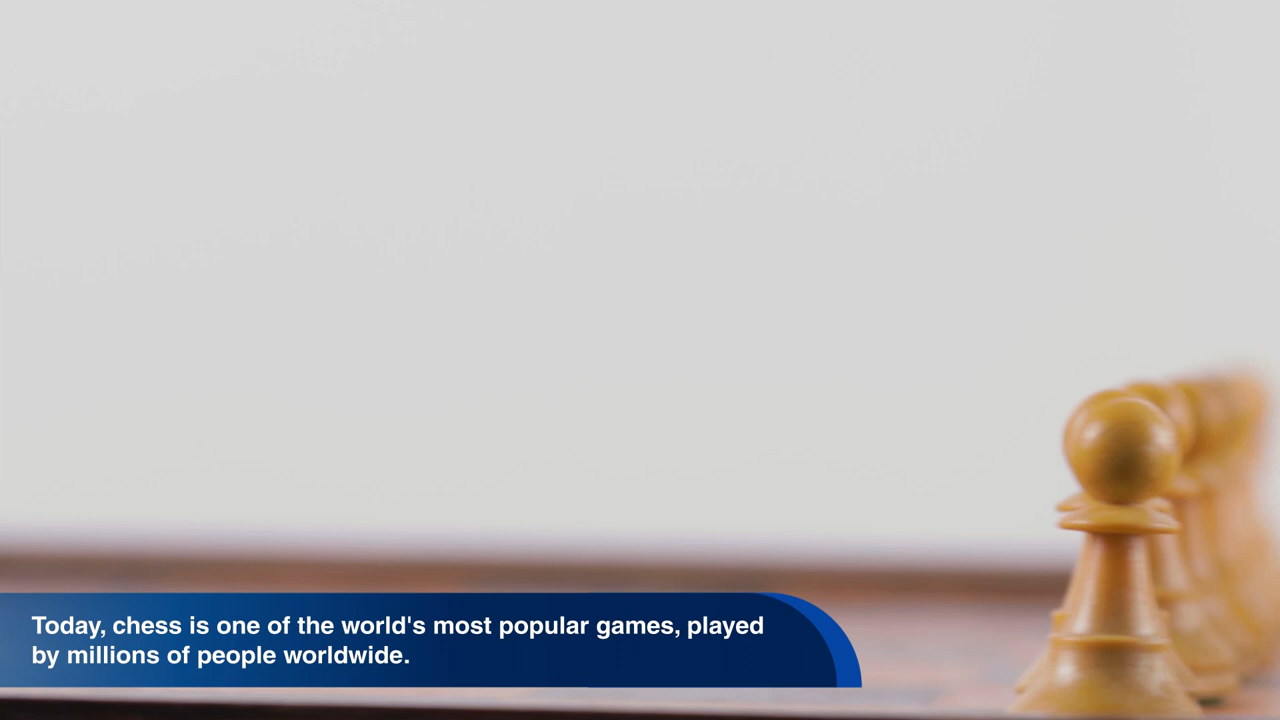 Today, chess is one of the world's most popular games, played
by millions of people worldwide.